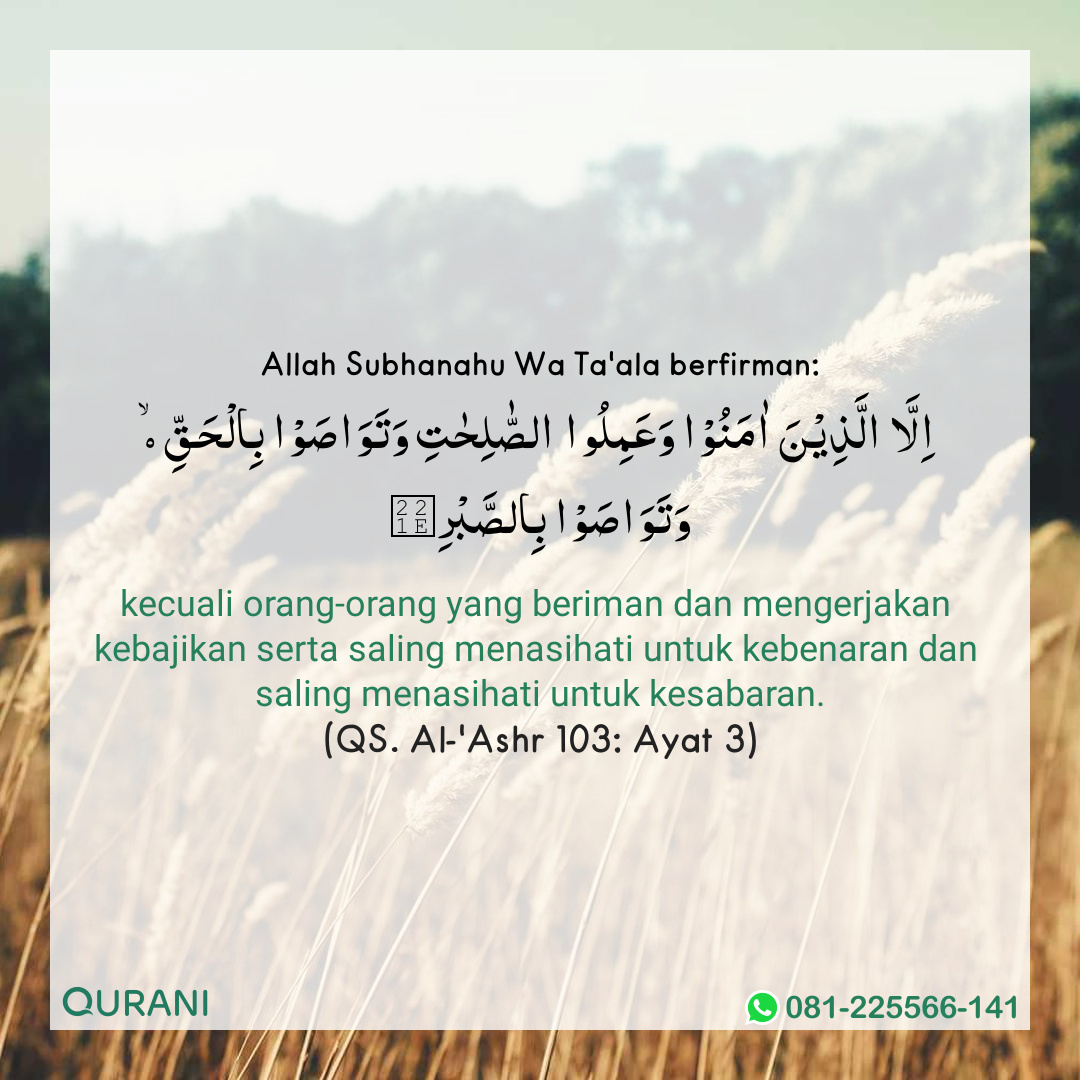 Allah Subhanahu Wa Ta'ala berfirman:
اِلَّا الَّذِيْنَ اٰمَنُوْا وَعَمِلُوا الصّٰلِحٰتِ وَتَوَاصَوْا بِالْحَقِّ ەۙ
وَتَوَاصَوْا بِالصَّبْرِ∞
kecuali orang-orang yang beriman dan mengerjakan
kebajikan serta saling menasihati untuk kebenaran dan
saling menasihati untuk kesabaran.
(QS. Al-'Ashr 103: Ayat 3)
QURANI
081-225566-141